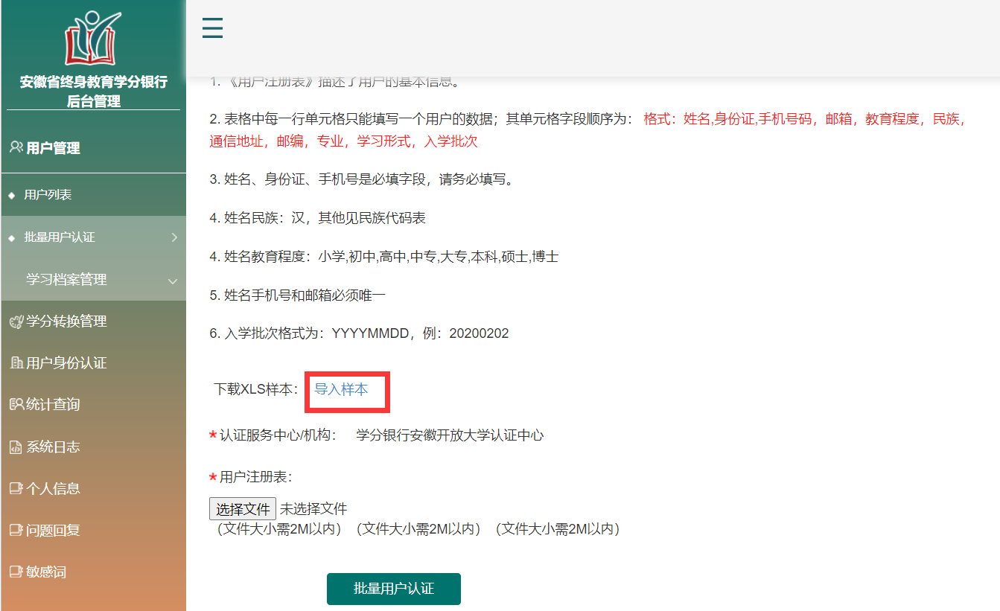 安徽省终身教育学分银行
后台管理
用户管理
用户列表
批量用户认证
学习档案管理
学分转换管理
用户身份认证
统计查询
系统日志
个人信息
问题回复
敏感词
1. 《用户注册表》描述了用户的基本信息。
2. 表格中每一行单元格只能填写一个用户的数据；其单元格字段顺序为： 格式：姓名,身份证,手机号码，邮箱，教育程度，民族，
通信地址，邮编，专业，学习形式，入学批次
3. 姓名、身份证、手机号是必填字段，请务必填写。
4. 姓名民族：汉，其他见民族代码表
4. 姓名教育程度：小学,初中,高中,中专,大专,本科,硕士,博士
5. 姓名手机号和邮箱必须唯一
6. 入学批次格式为：YYYYMMDD，例：20200202
下载XLS样本： 导入样本
*认证服务中心/机构： 学分银行安徽开放大学认证中心
*用户注册表：
选择文件 未选择文件
（文件大小需2M以内）（文件大小需2M以内）（文件大小需2M以内）
批量用户认证